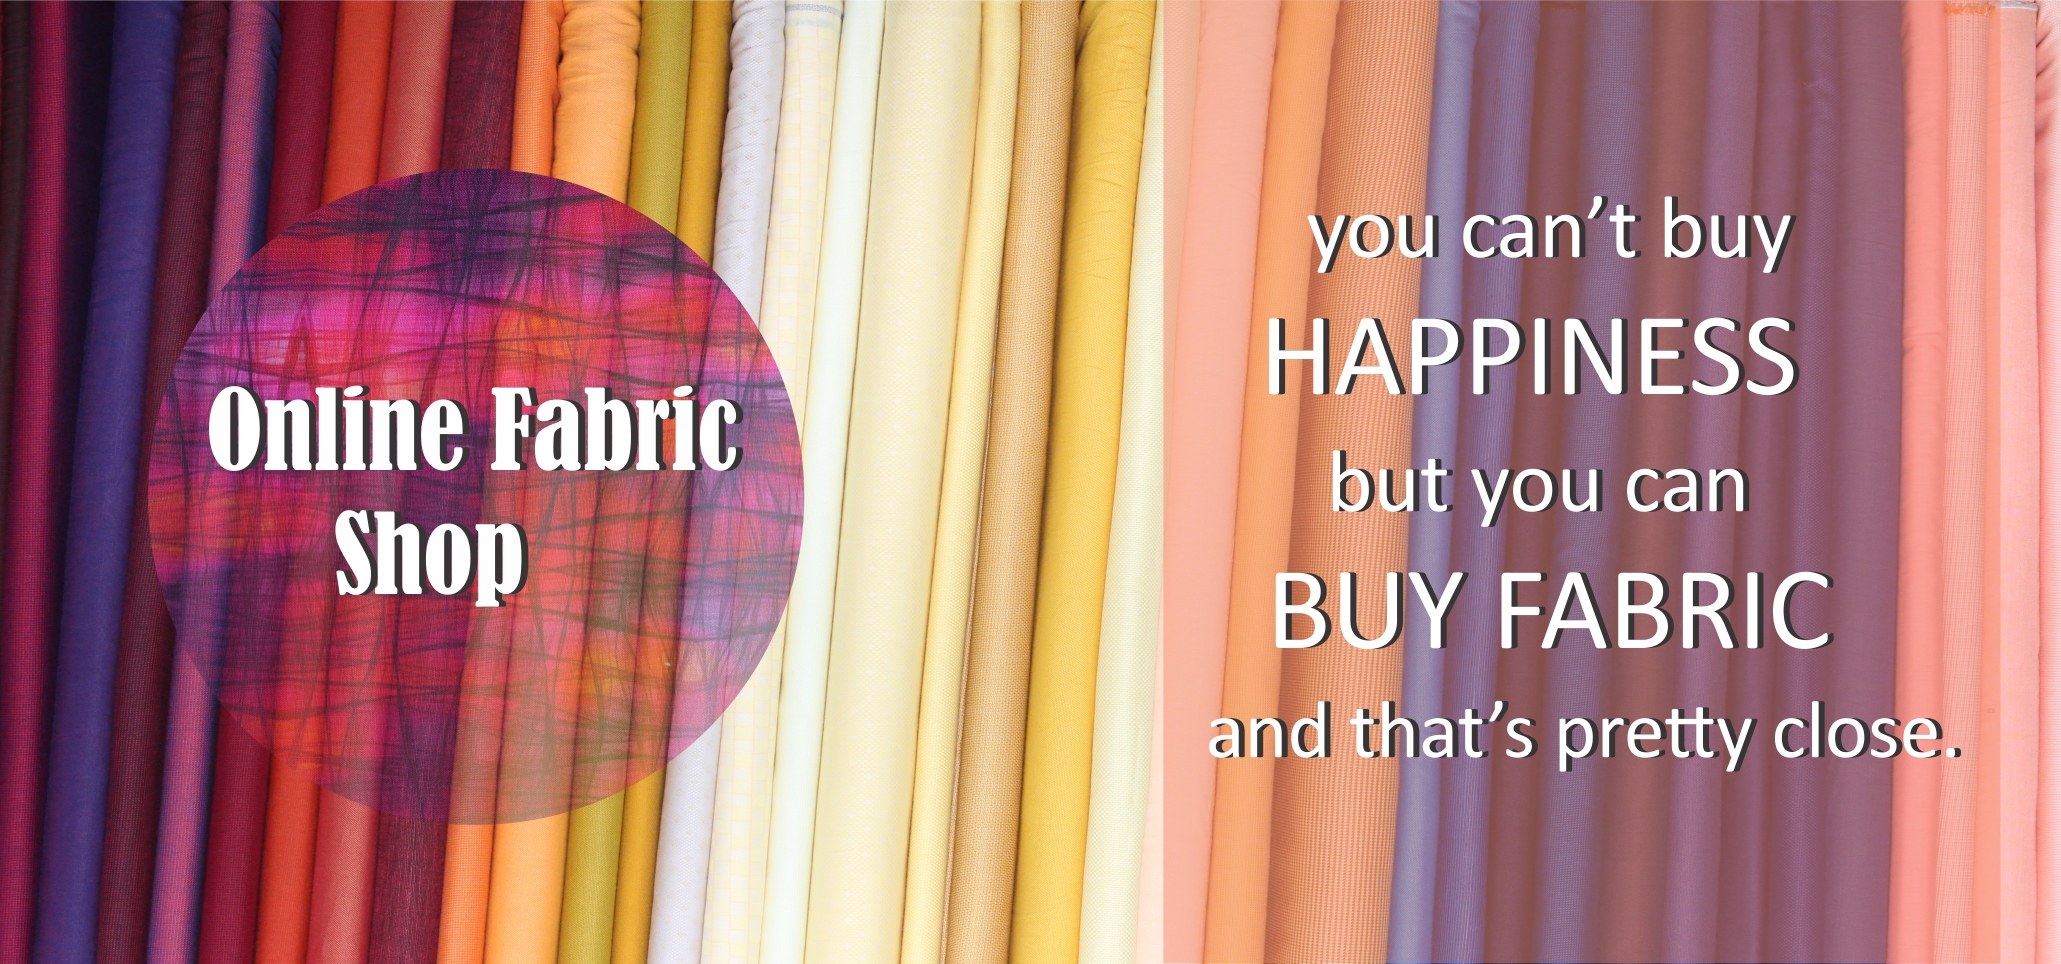 Online Fabric
Shop
you can’t buy
HAPPINESS
but you can
BUY FABRIC
and that’s pretty close.